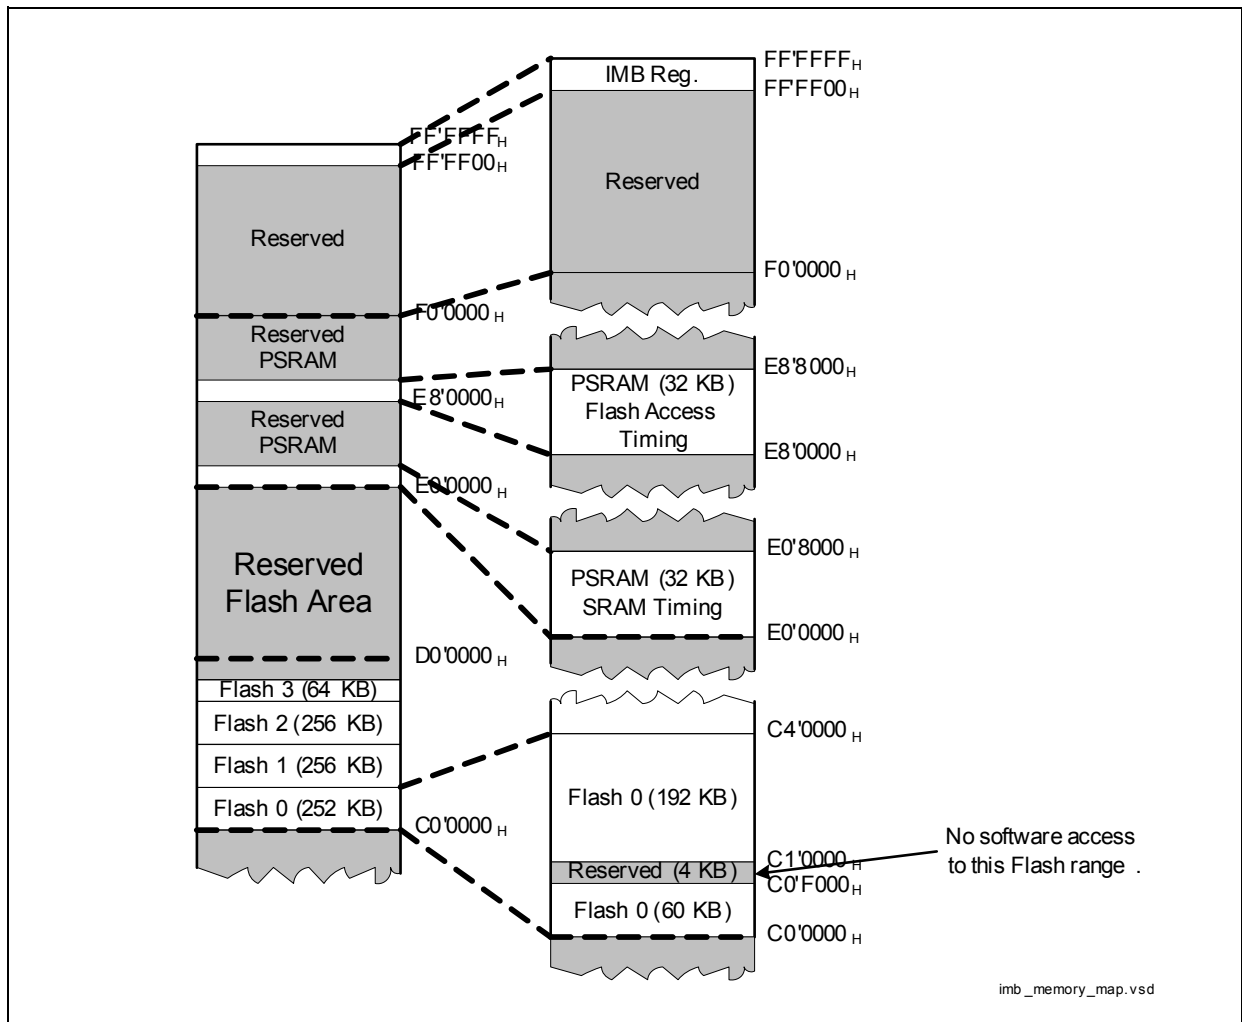 FF'FFFFH
IMB Reg.
FF'FF00H
FF'FFFFH
FF'FF00H
Reserved
Reserved
F0'0000 H
F0'0000 H
Reserved
PSRAM
E8'8000 H
PSRAM (32 KB)
Flash Access
Timing
E8'0000 H
Reserved
PSRAM
E8'0000 H
E0'0000 H
E0'8000 H
Reserved
Flash Area
PSRAM (32 KB)
SRAM Timing
E0'0000 H
D0'0000 H
Flash 3 (64 KB)
Flash 2 (256 KB)
C4'0000 H
Flash 1 (256 KB)
Flash 0 (192 KB)
Flash 0 (252 KB)
C0'0000 H
No software access
to this Flash range .
C1'0000 H
Reserved (4 KB)
C0'F000 H
Flash 0 (60 KB)
C0'0000 H
imb_memory_map.vsd